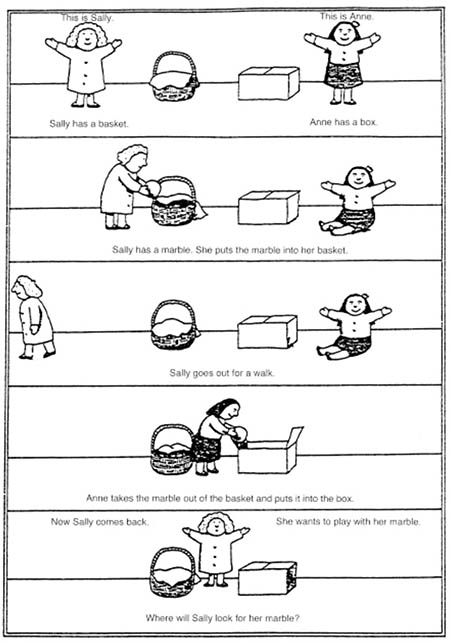 This is Sally.
This is Anne.
Sally has a basket.
Anne has a box.
Sally has a marble. She puts the marble into her basket.
Sally goes out for a walk.
Anne takes the marble out of the basket and puts it into the box.
Now Sally comes back.
She wants to play with her marble.
Where will Sally look for her marble?